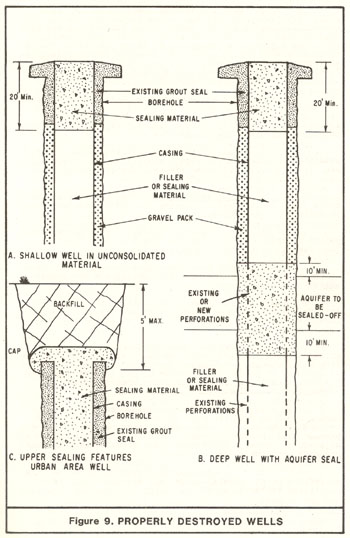 20' Min.
EXISTING GROUT SEAL
BOREHOLE
SEALING MATERIAL
20' Min.
CASING
FILLER
OR SEALING
MATERIAL
GRAVEL PACK
A. SHALLOW WELL IN UNCONSOLIDATED
MATERIAL
BACKFILL
5' MAX.
CAP
SEALING MATERIAL
CASING
BOREHOLE
EXISTING GROUT
SEAL
C. UPPER SEALING FEATURES
URBAN AREA WELL
10' MIN.
EXISTING
OR NEW
PERFORATIONS
AQUIFER TO
BE
SEALED-OFF
10' MIN.
FILLER
OR SEALING
MATERIAL
EXISTING
PERFORATIONS
B. DEEP WELL WITH AQUIFER SEAL
Figure 9. PROPERLY DESTROYED WELLS